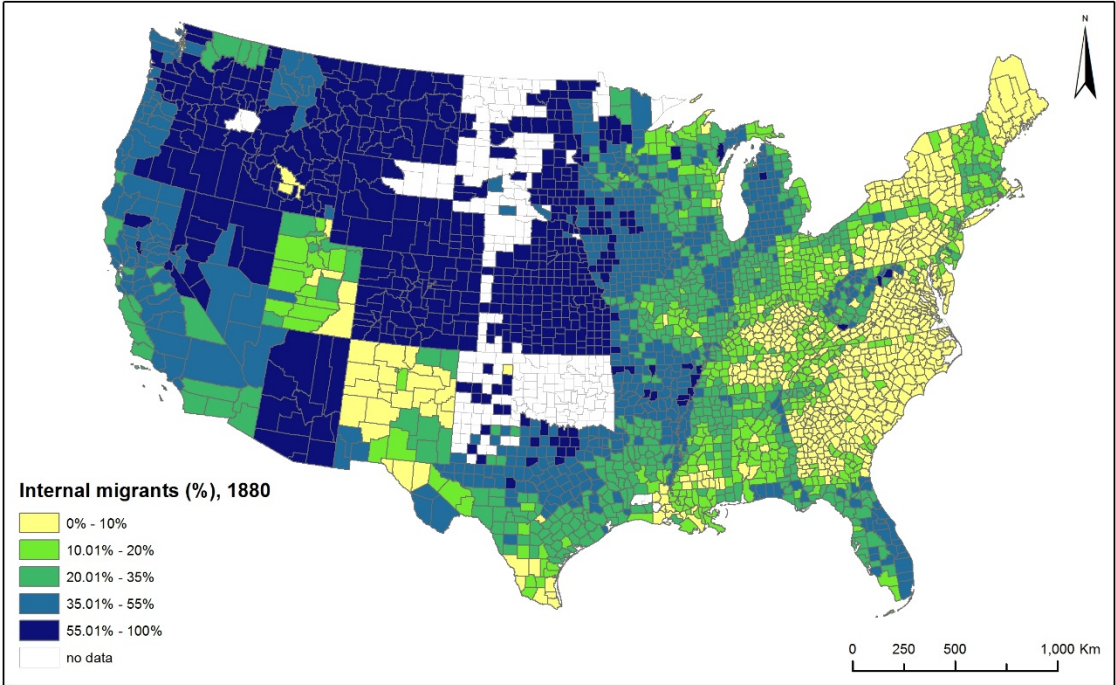 N
Internal migrants (%), 1880
0% - 10%
10.01% - 20%
20.01% - 35%
35.01% - 55%
55.01% - 100%
no data
0 250 500 1,000 Km